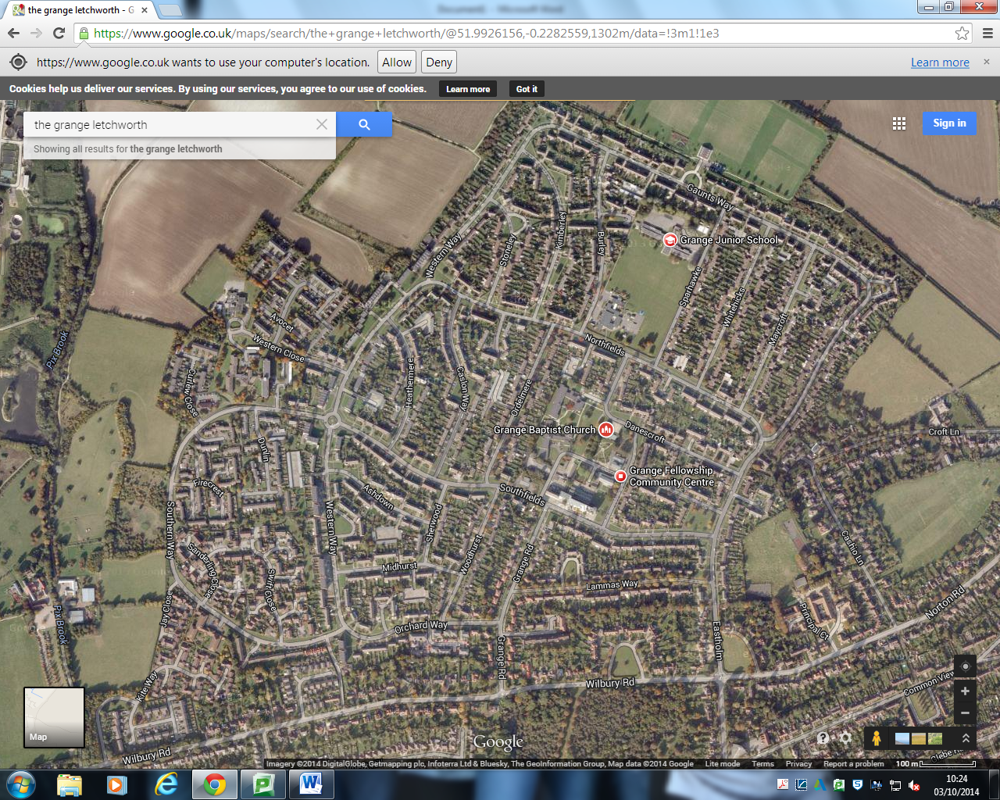 the grange letchworth - G
Document1 - Microsoft Word
https://www.google.co.uk/maps/search/the+grange+letchworth/@51.9926156,-0.2282559,1302m/data=!3m1!1e3
https://www.google.co.uk wants to use your computer's location. Allow Deny Learn more
Cookies help us deliver our services. By using our services, you agree to our use of cookies. Learn more Got it
the grange letchworth
Sign in
Showing all results for the grange letchworth
Gaunts Way
Kimberley
Stoneley
Burley
Western Way
Grange Junior School
Sparhawke
Whitehicks
Maycroft
Avocet
Western Close
Northfields
Pix Brook
Curlew Close
Heathermere
Caslon Way
Ordelmere
Grange Baptist Church
Danescroft
Croft Ln
Dunlin
Grange Fellowship
Community Centre
Firecrest
Ashdown
Southfields
Southern Way
Western Way
Sherwood
Cashio Ln
Sanderling Close
Swift Close
Midhurst
Woodhurst
Grange Rd
Lammas Way
Norton Rd
Jay Close
Pix Brook
Orchard Way
Principal Ct
Eastholm
Grange Rd
Kite Way
Wilbury Rd
Common View
Map
Google
Wilbury Rd
Glebe Rd
Imagery ©2014 DigitalGlobe, Getmapping plc, Infoterra Ltd & Bluesky, The GeoInformation Group, Map data ©2014 Google Lite mode Terms Privacy Report a problem 100 m
10:24
03/10/2014